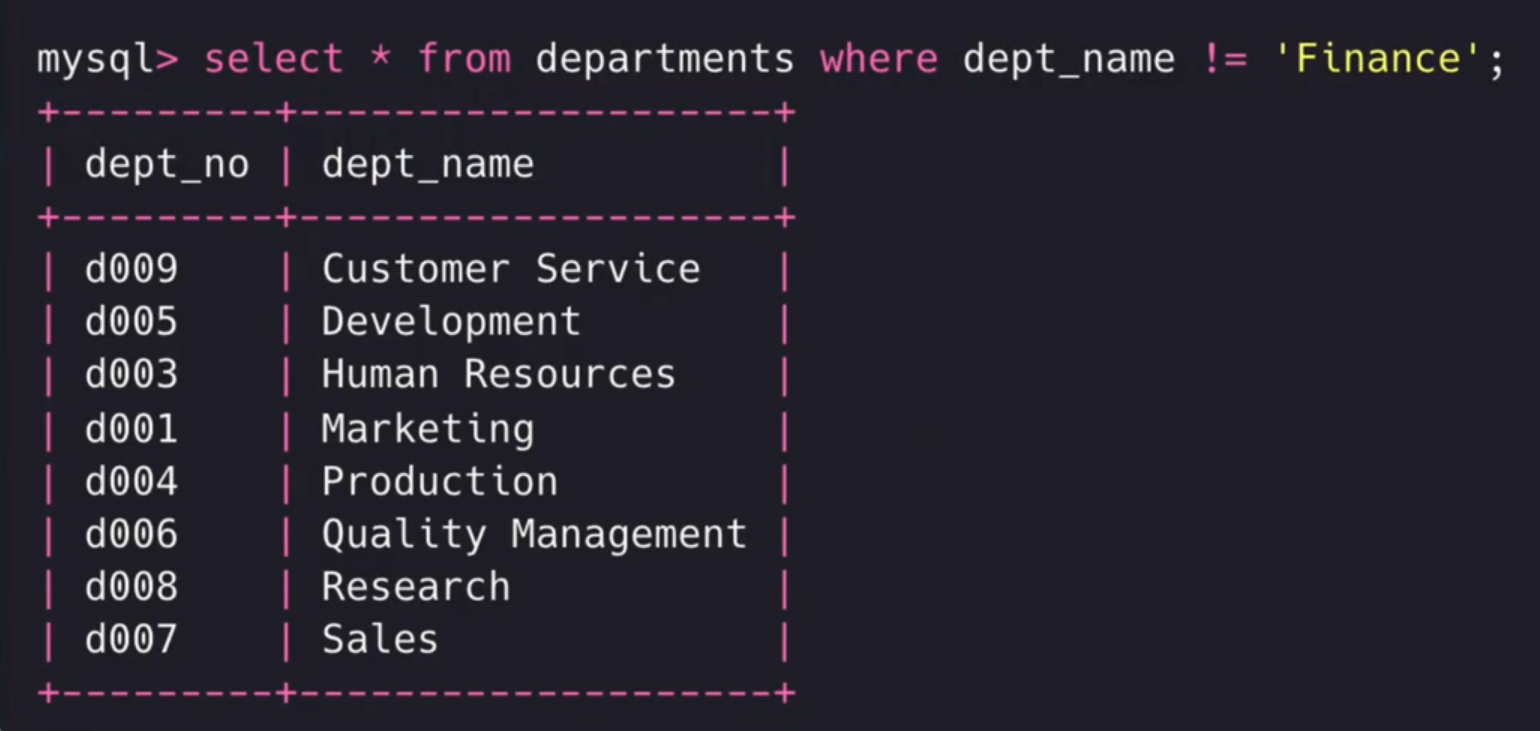 mysql> select * from departments where dept_name != 'Finance';
+---------+--------------------+
| dept_no | dept_name          |
+---------+--------------------+
| d009    | Customer Service   |
| d005    | Development        |
| d003    | Human Resources    |
| d001    | Marketing          |
| d004    | Production         |
| d006    | Quality Management |
| d008    | Research           |
| d007    | Sales              |
+---------+--------------------+